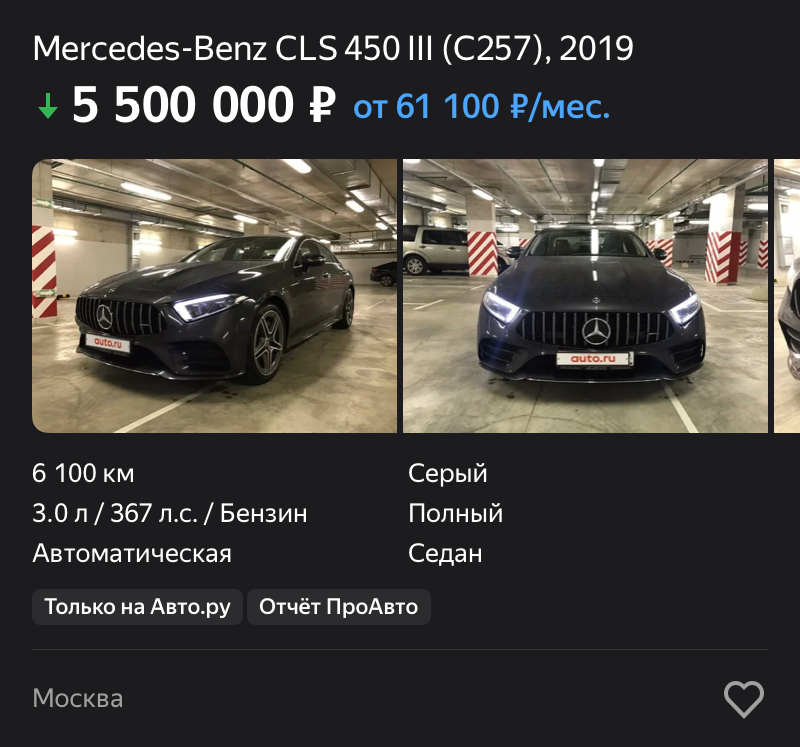 Mercedes-Benz CLS 450 III (C257), 2019
↓ 5 500 000 ₽ от 61 100 ₽/мес.
auto.ru
auto.ru
6 100 км
Серый
3.0 л / 367 л.с. / Бензин
Полный
Автоматическая
Седан
Только на Авто.ру
Отчёт ПроАвто
Москва